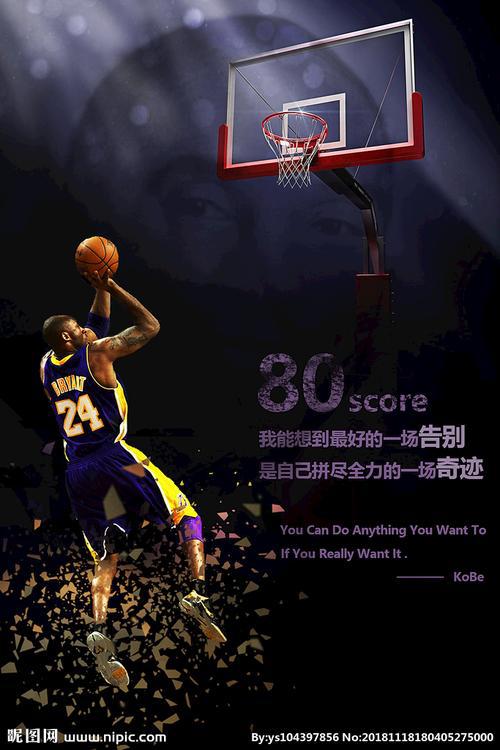 BRYANT
24
80 score
我能想到最好的一场告别
是自己拼尽全力的一场奇迹
You Can Do Anything You Want To
If You Really Want It .
—— KoBe
昵图网 www.nipic.com
By:ys104397856 No:20181118180405275000